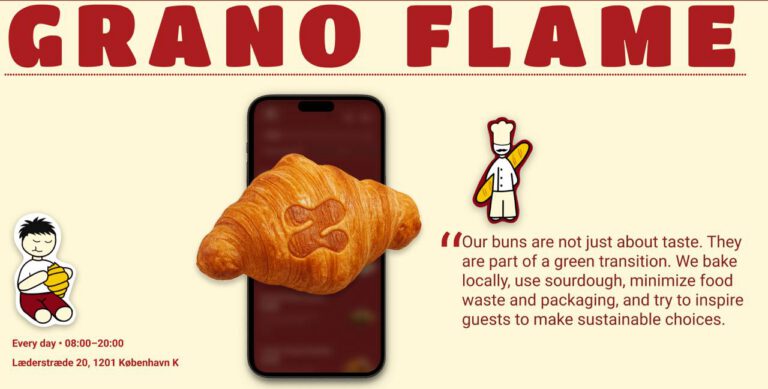 GRANO FLAME
“Our buns are not just about taste. They
are part of a green transition. We bake
locally, use sourdough, minimize food
waste and packaging, and try to inspire
guests to make sustainable choices.
Every day • 08:00–20:00
Læderstræde 20, 1201 København K